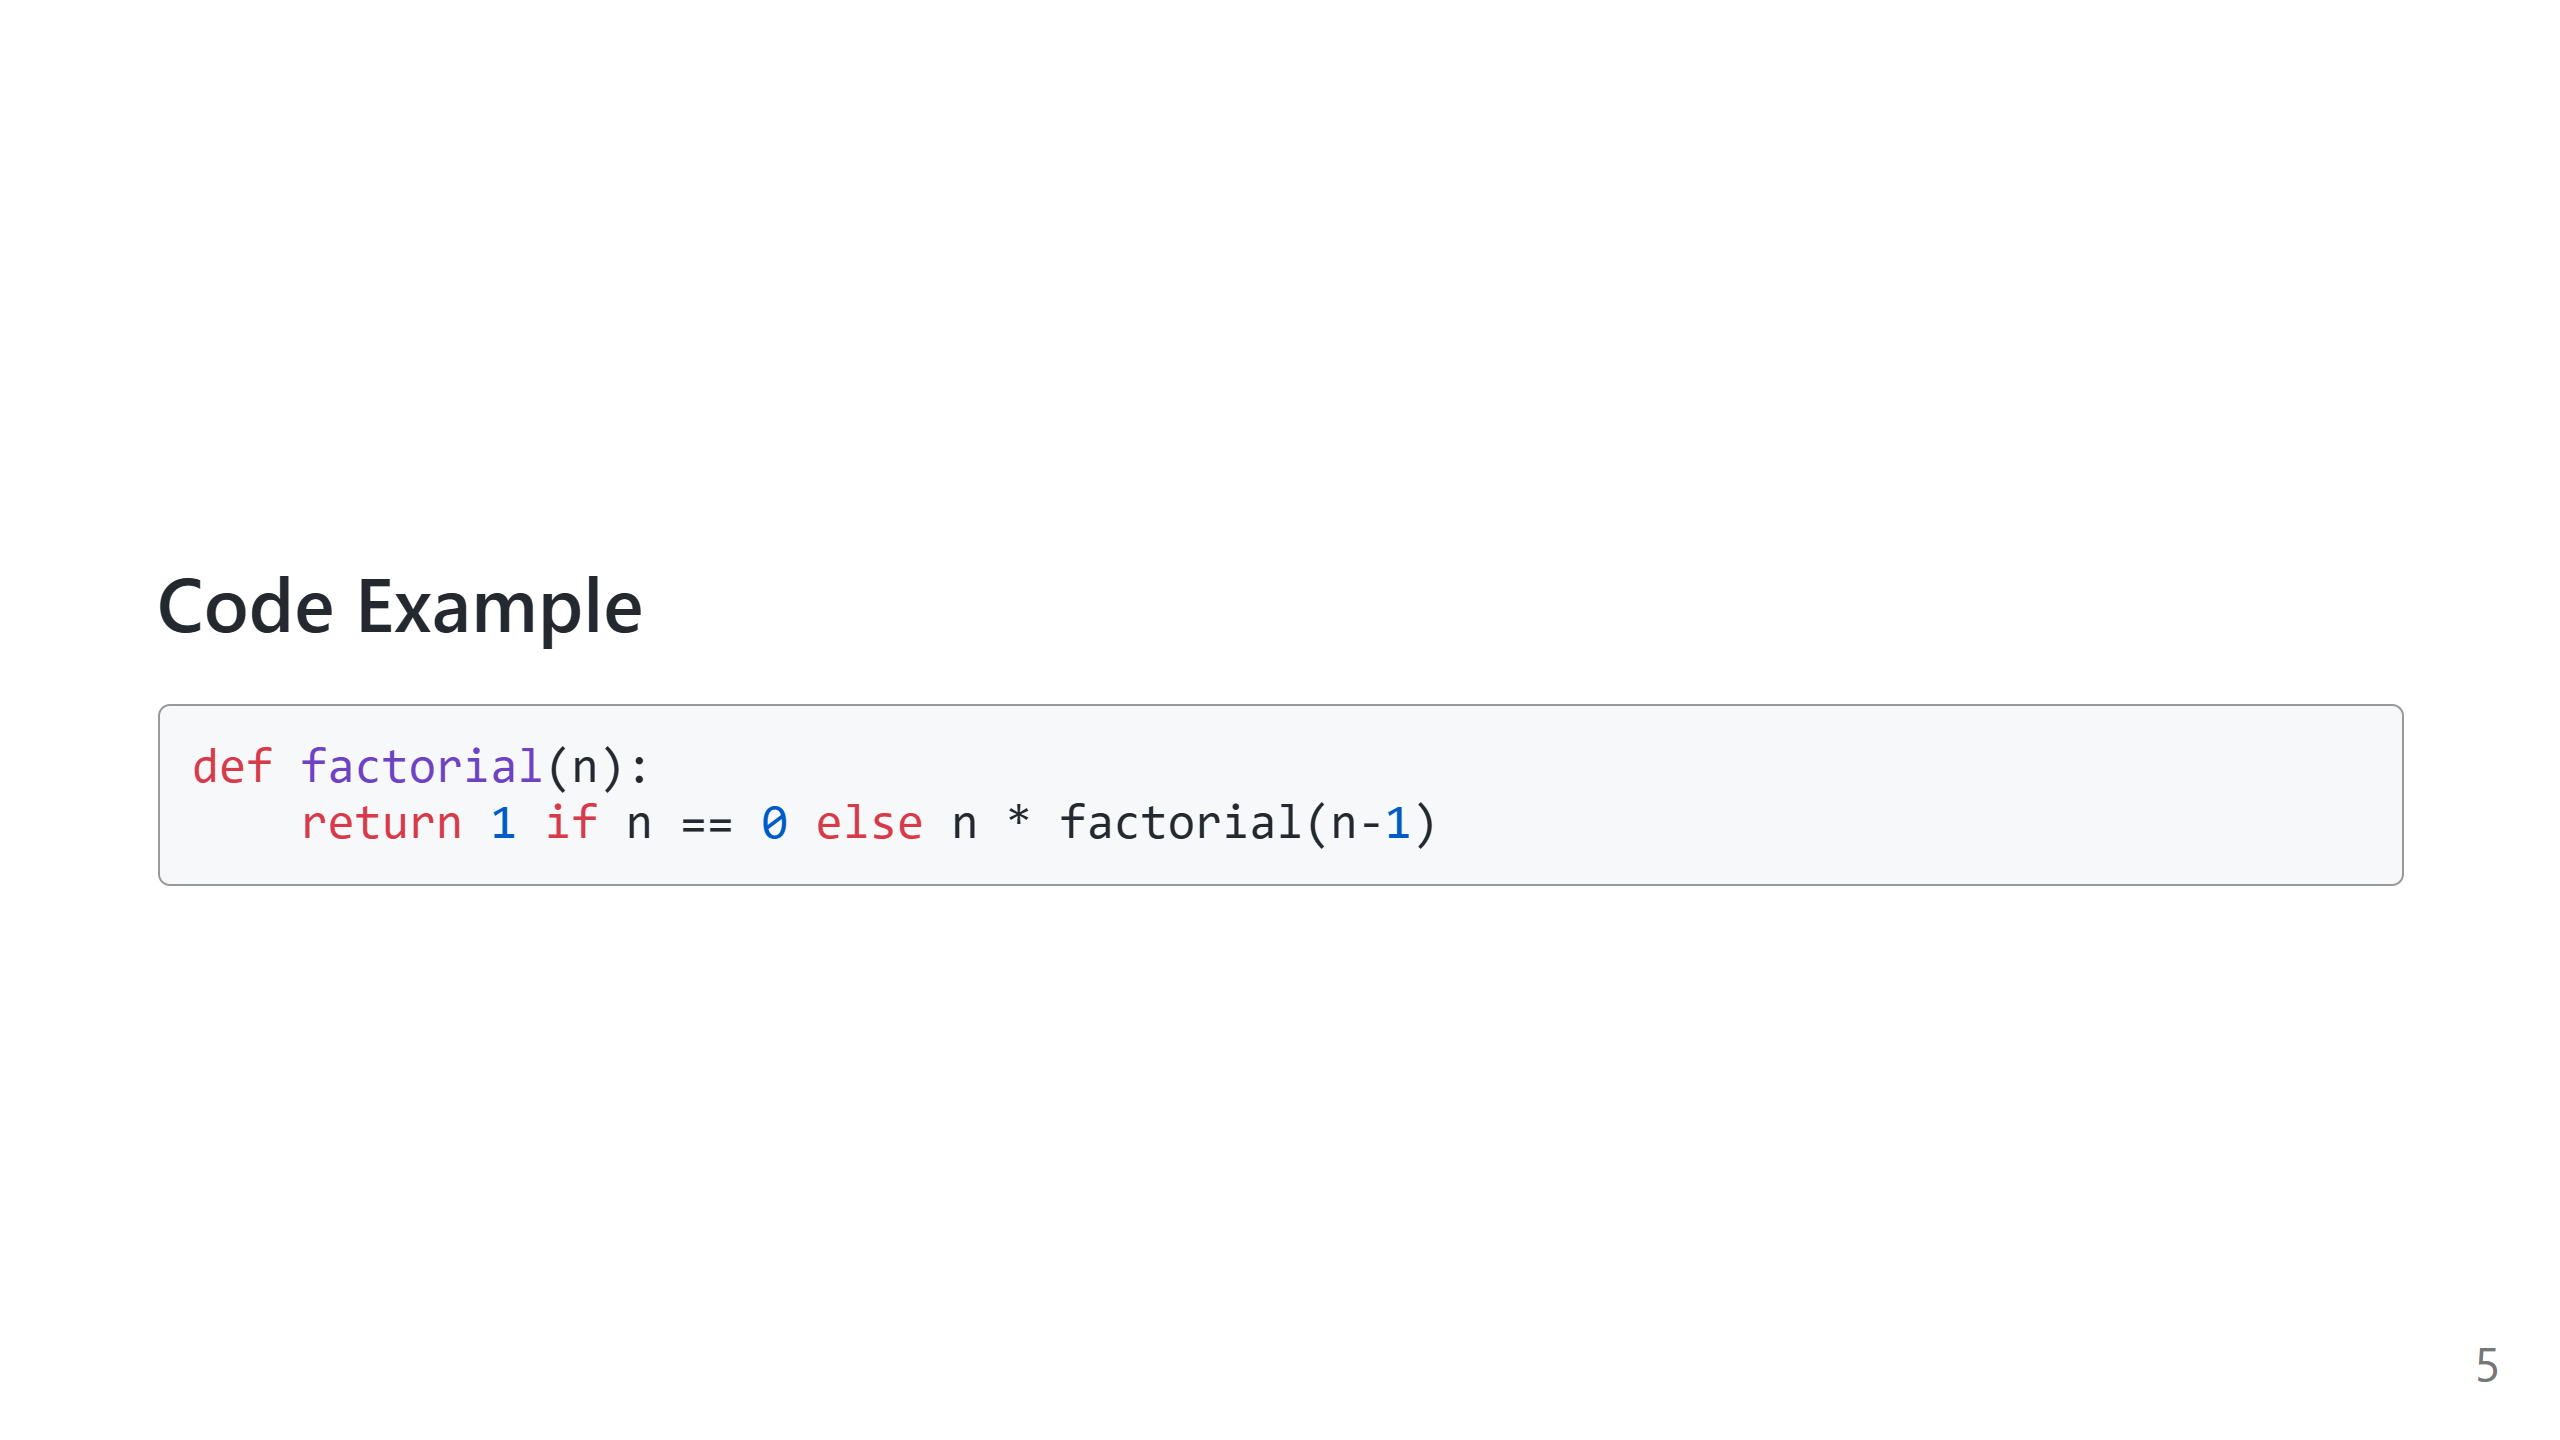 Code Example
def factorial(n):
    return 1 if n == 0 else n * factorial(n-1)
5